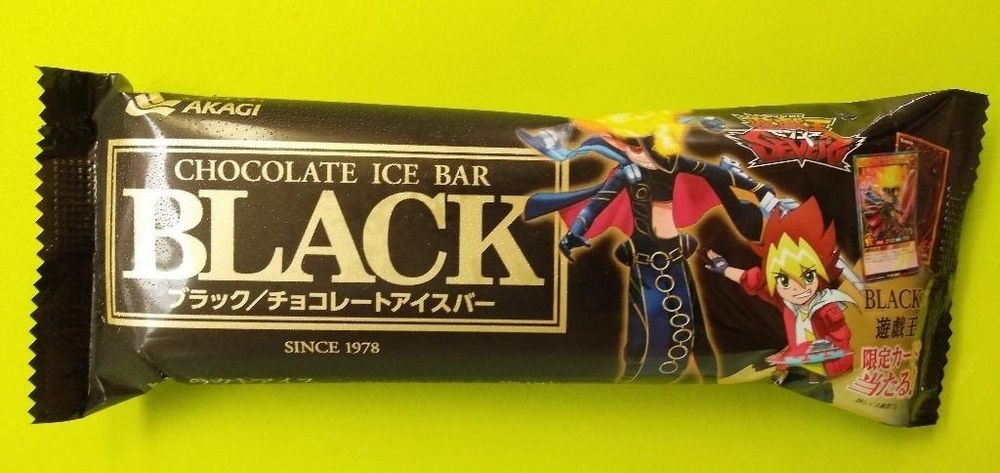 AKAGI
CHOCOLATE ICE BAR
BLACK
ブラック/チョコレートアイスバー
SINCE 1978
SEVENS
BLACK
遊戯王
限定カード
当たる!